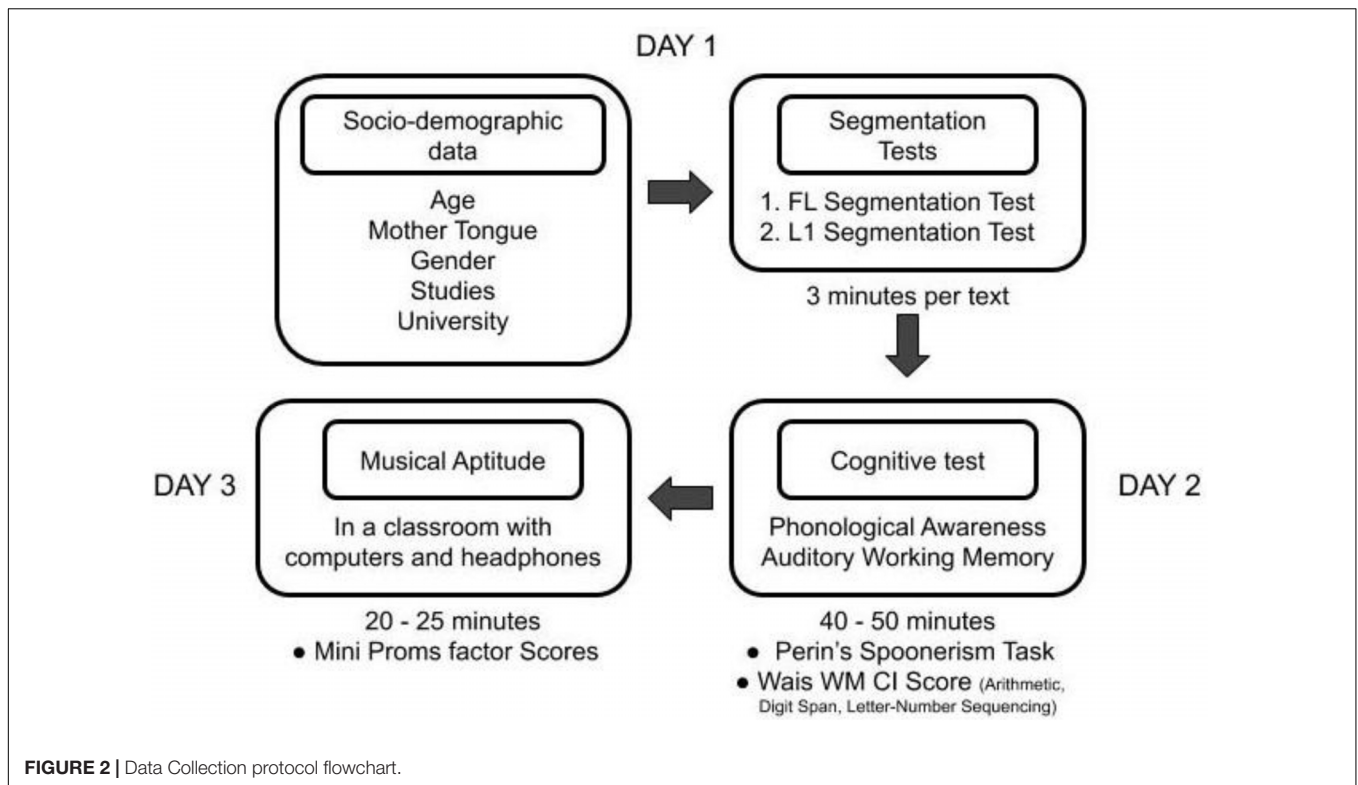 DAY 1
Socio-demographic
data
Age
Mother Tongue
Gender
Studies
University
Segmentation
Tests
1. FL Segmentation Test
2. L1 Segmentation Test
3 minutes per text
DAY 2
Cognitive test
Phonological Awareness
Auditory Working Memory
40 - 50 minutes
● Perin's Spoonerism Task
● Wais WM CI Score (Arithmetic,
Digit Span, Letter-Number Sequencing)
DAY 3
Musical Aptitude
In a classroom with
computers and headphones
20 - 25 minutes
● Mini Proms factor Scores
FIGURE 2 | Data Collection protocol flowchart.